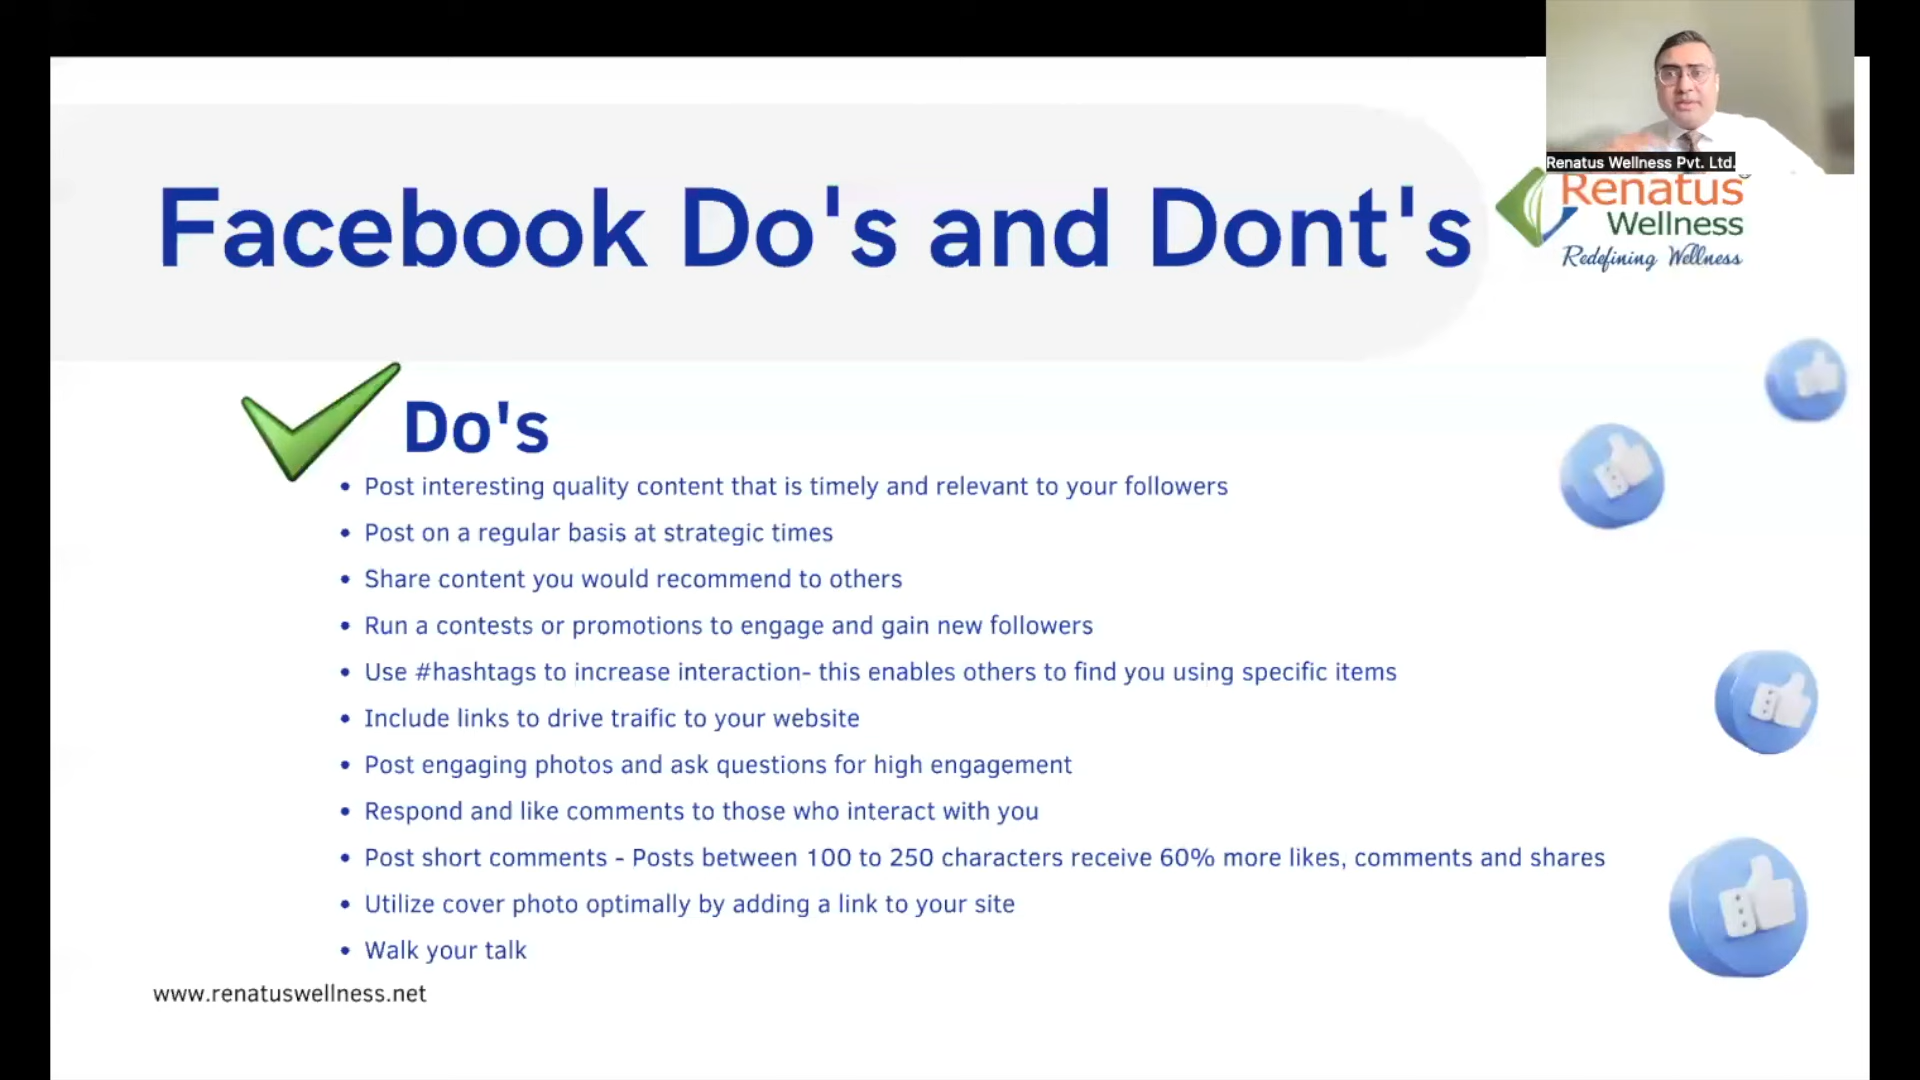 Renatus Wellness Pvt. Ltd.
Facebook Do's and Dont's
Renatus
Wellness
Redefining Wellness
Do's
• Post interesting quality content that is timely and relevant to your followers
• Post on a regular basis at strategic times
• Share content you would recommend to others
• Run a contests or promotions to engage and gain new followers
• Use #hashtags to increase interaction- this enables others to find you using specific items
• Include links to drive traific to your website
• Post engaging photos and ask questions for high engagement
• Respond and like comments to those who interact with you
• Post short comments - Posts between 100 to 250 characters receive 60% more likes, comments and shares
• Utilize cover photo optimally by adding a link to your site
• Walk your talk
www.renatuswellness.net